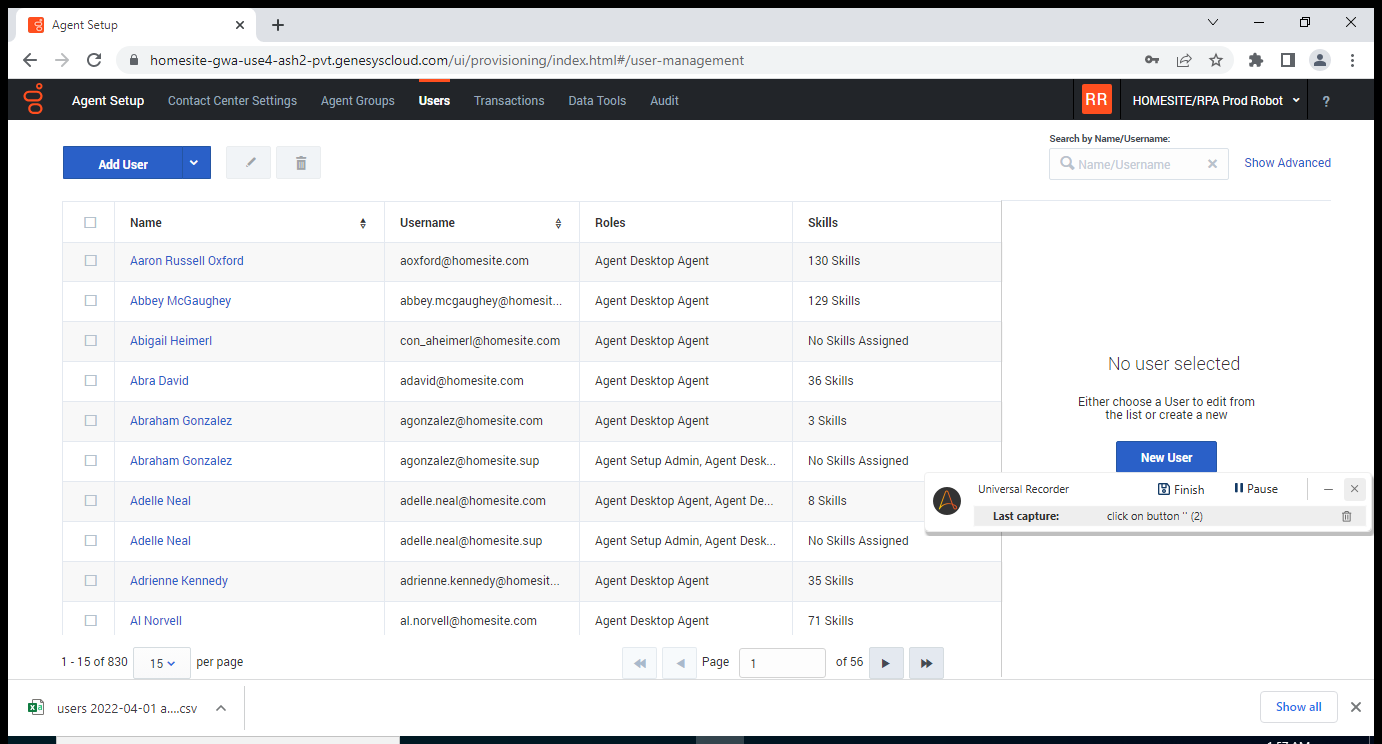 Agent Setup
homesite-gwa-use4-ash2-pvt.genesyscloud.com/ui/provisioning/index.html#/user-management
Agent Setup Contact Center Settings Agent Groups Users Transactions Data Tools Audit RR HOMESITE/RPA Prod Robot ?
Search by Name/Username:
Add User Name/Username Show Advanced
Name Username Roles Skills
Aaron Russell Oxford aoxford@homesite.com Agent Desktop Agent 130 Skills
Abbey McGaughey abbey.mcgaughey@homesit... Agent Desktop Agent 129 Skills
Abigail Heimerl con_aheimerl@homesite.com Agent Desktop Agent No Skills Assigned
Abra David adavid@homesite.com Agent Desktop Agent 36 Skills
Abraham Gonzalez agonzalez@homesite.com Agent Desktop Agent 3 Skills
Abraham Gonzalez agonzalez@homesite.sup Agent Setup Admin, Agent Desk... No Skills Assigned
Adelle Neal adelle.neal@homesite.com Agent Desktop Agent, Agent De... 8 Skills
Adelle Neal adelle.neal@homesite.sup Agent Setup Admin, Agent Desk... No Skills Assigned
Adrienne Kennedy adrienne.kennedy@homesit... Agent Desktop Agent 35 Skills
Al Norvell al.norvell@homesite.com Agent Desktop Agent 71 Skills
No user selected
Either choose a User to edit from
the list or create a new
New User
Universal Recorder Finish Pause
Last capture: click on button '' (2)
1 - 15 of 830 15 per page Page 1 of 56
users 2022-04-01 a....csv Show all